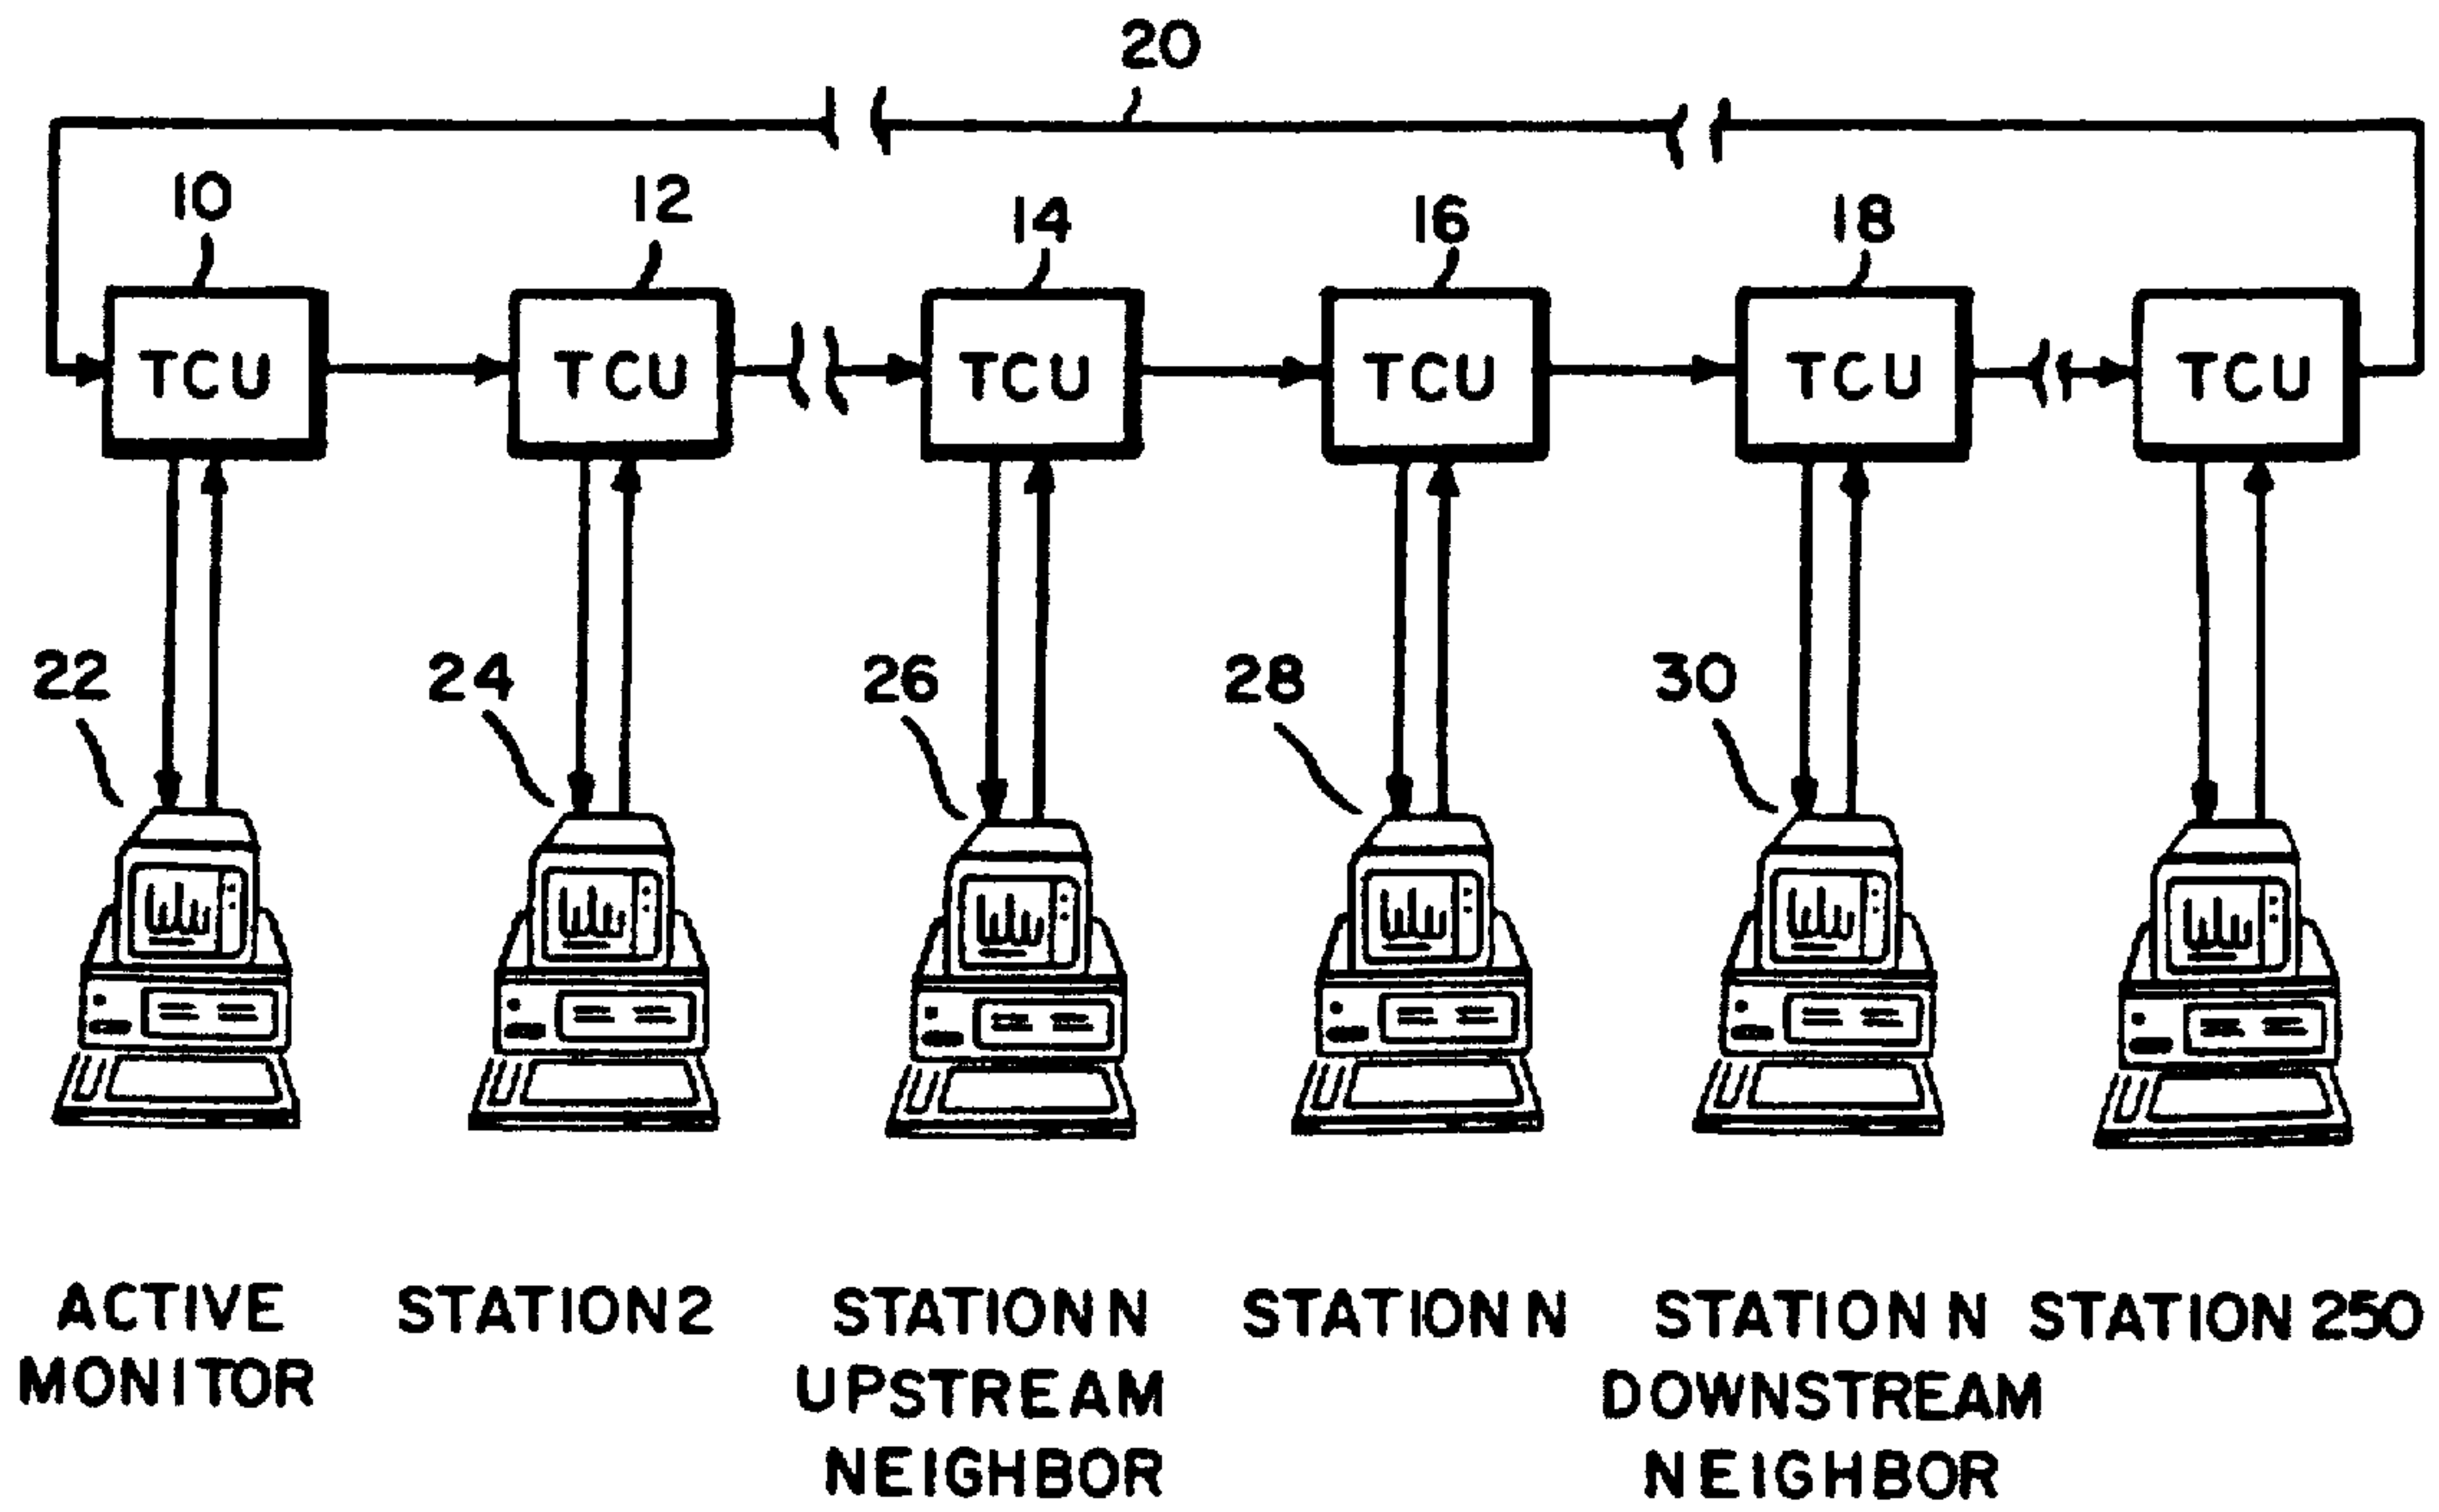 20
10 12 14 16 18
TCU TCU TCU TCU TCU TCU
22 24 26 28 30
ACTIVE MONITOR
STATION 2
STATION N UPSTREAM NEIGHBOR
STATION N
STATION N DOWNSTREAM NEIGHBOR
STATION 250